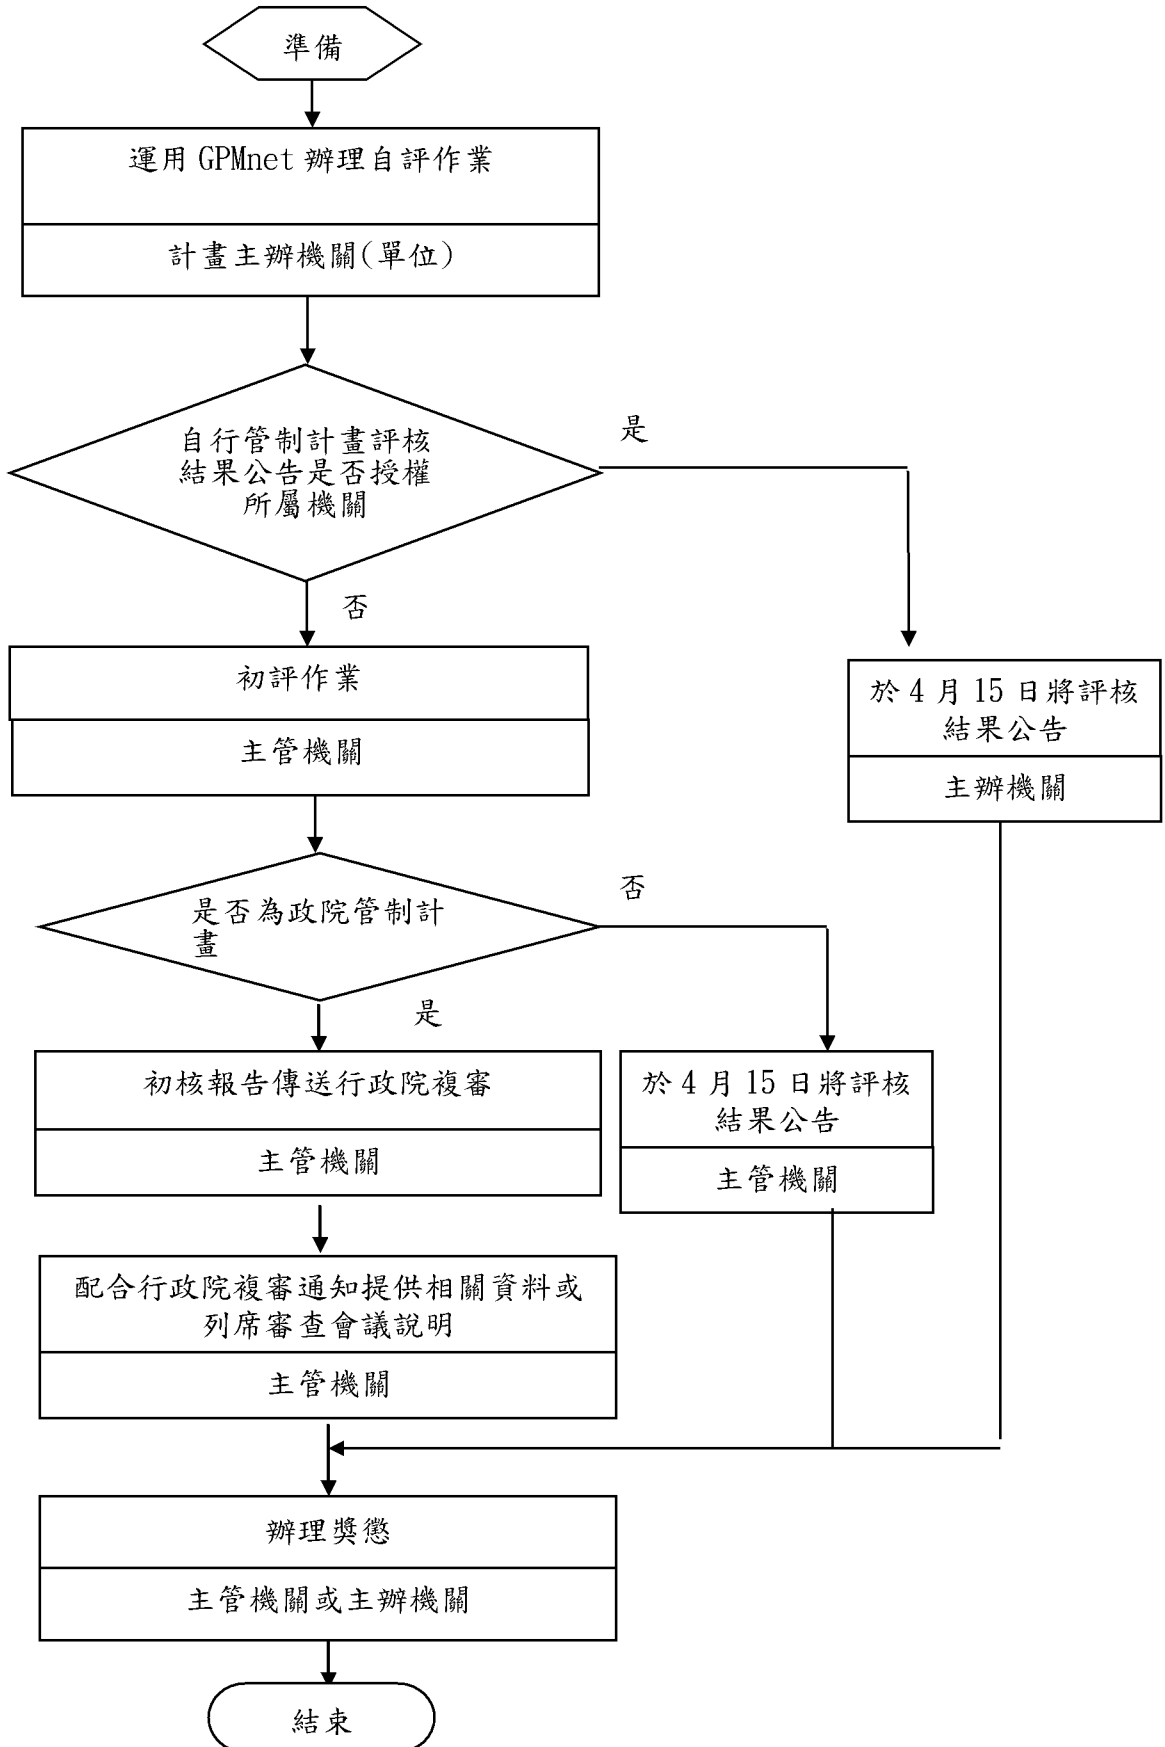 準備
運用 GPMnet 辦理自評作業
計畫主辦機關(單位)
自行管制計畫評核
結果公告是否授權
所屬機關
是
否
初評作業
主管機關
於 4 月 15 日將評核
結果公告
主辦機關
是否為政院管制計
畫
否
是
初核報告傳送行政院複審
主管機關
於 4 月 15 日將評核
結果公告
主管機關
配合行政院複審通知提供相關資料或
列席審查會議說明
主管機關
辦理獎懲
主管機關或主辦機關
結束